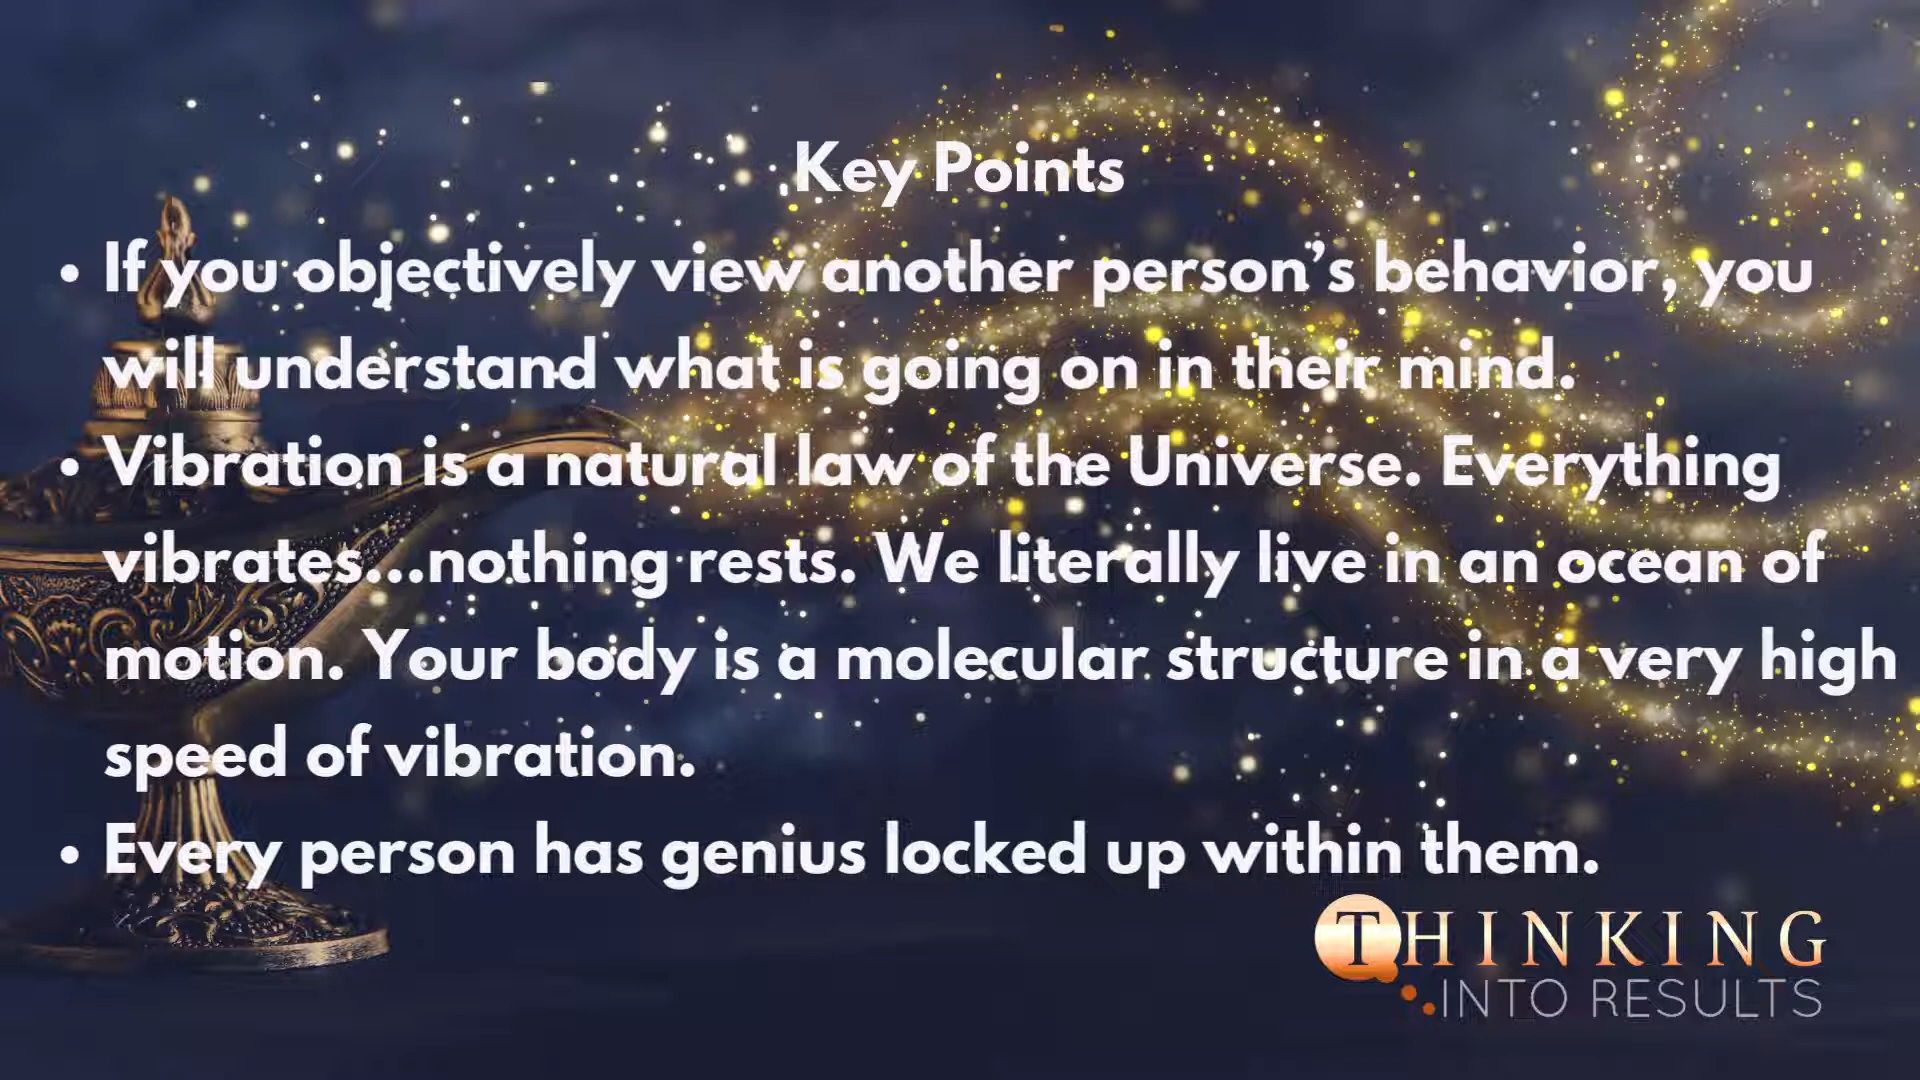 Key Points
• If you objectively view another person’s behavior, you
will understand what is going on in their mind.
• Vibration is a natural law of the Universe. Everything
vibrates...nothing rests. We literally live in an ocean of
motion. Your body is a molecular structure in a very high
speed of vibration.
• Every person has genius locked up within them.
THINKING
INTO RESULTS